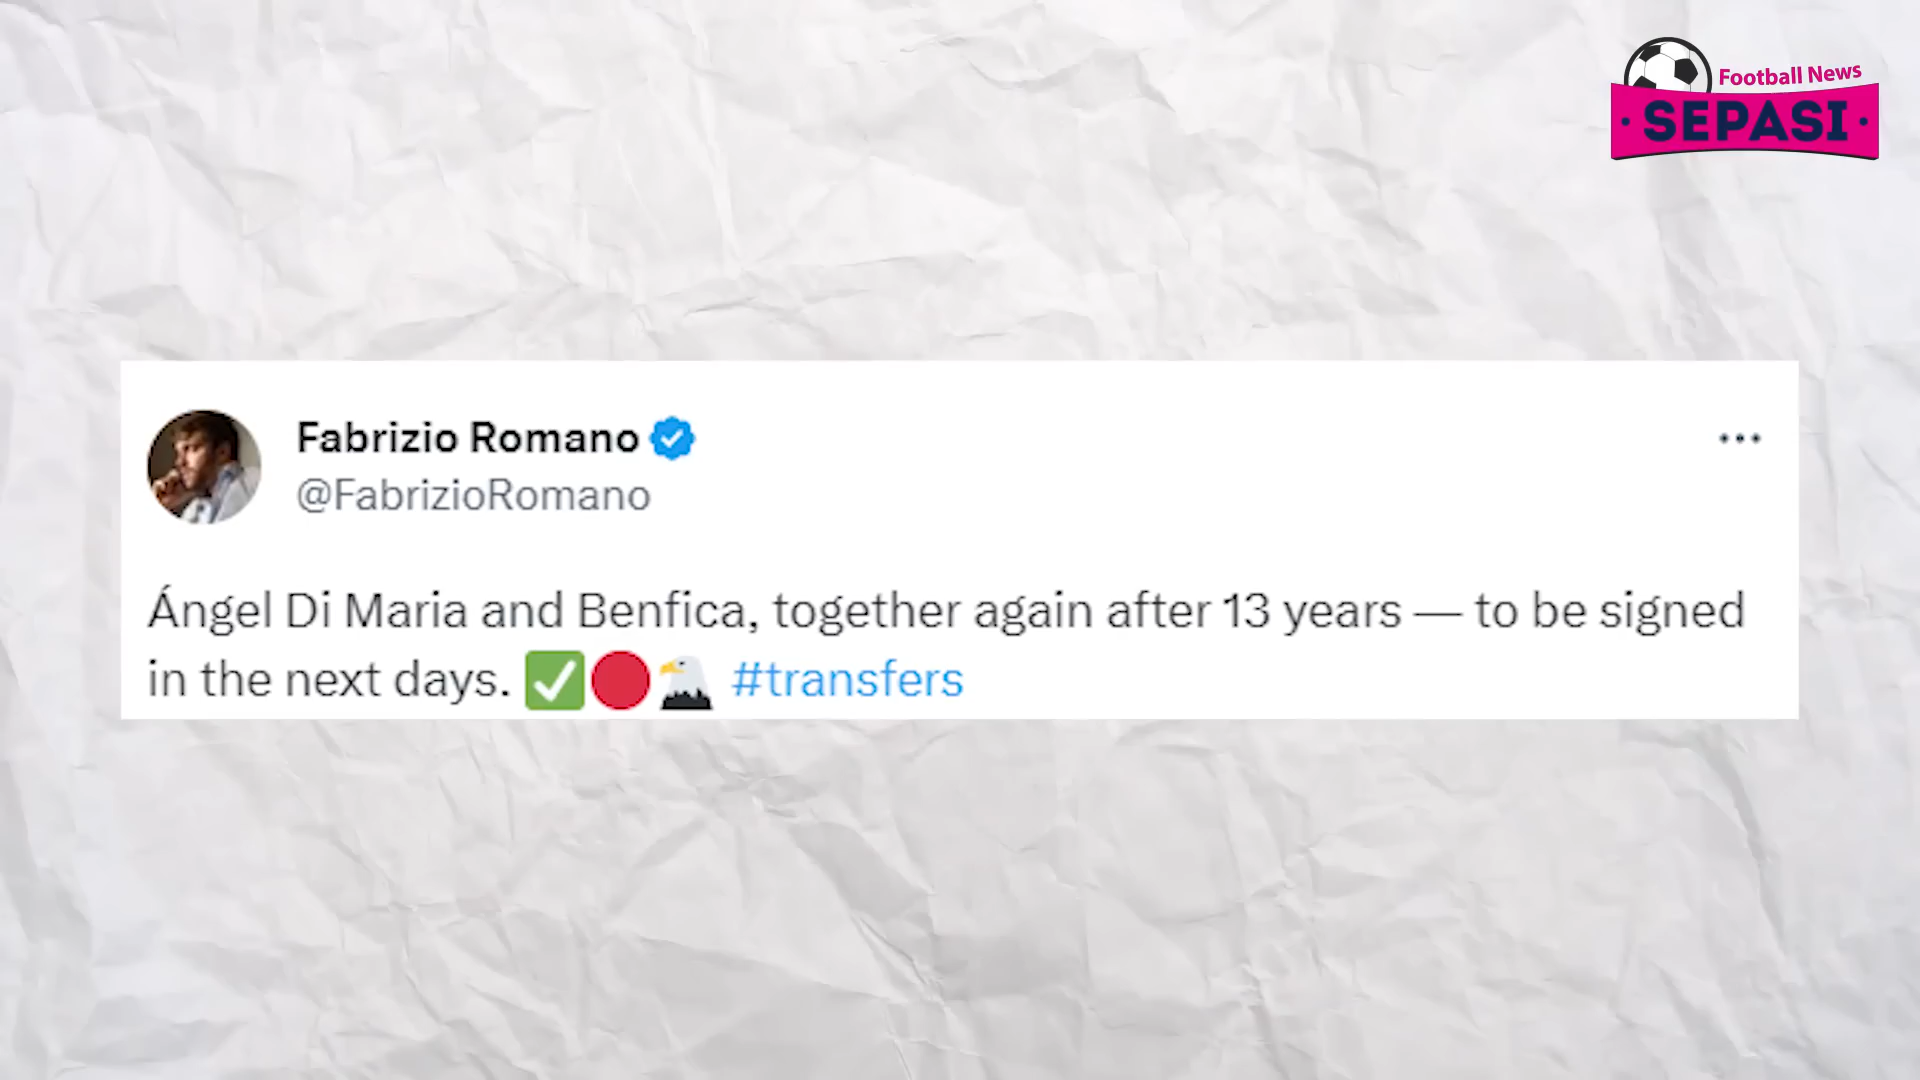 Football News
· SEPASI ·
Fabrizio Romano
@FabrizioRomano
Ángel Di Maria and Benfica, together again after 13 years — to be signed
in the next days. ✅🔴🦅 #transfers